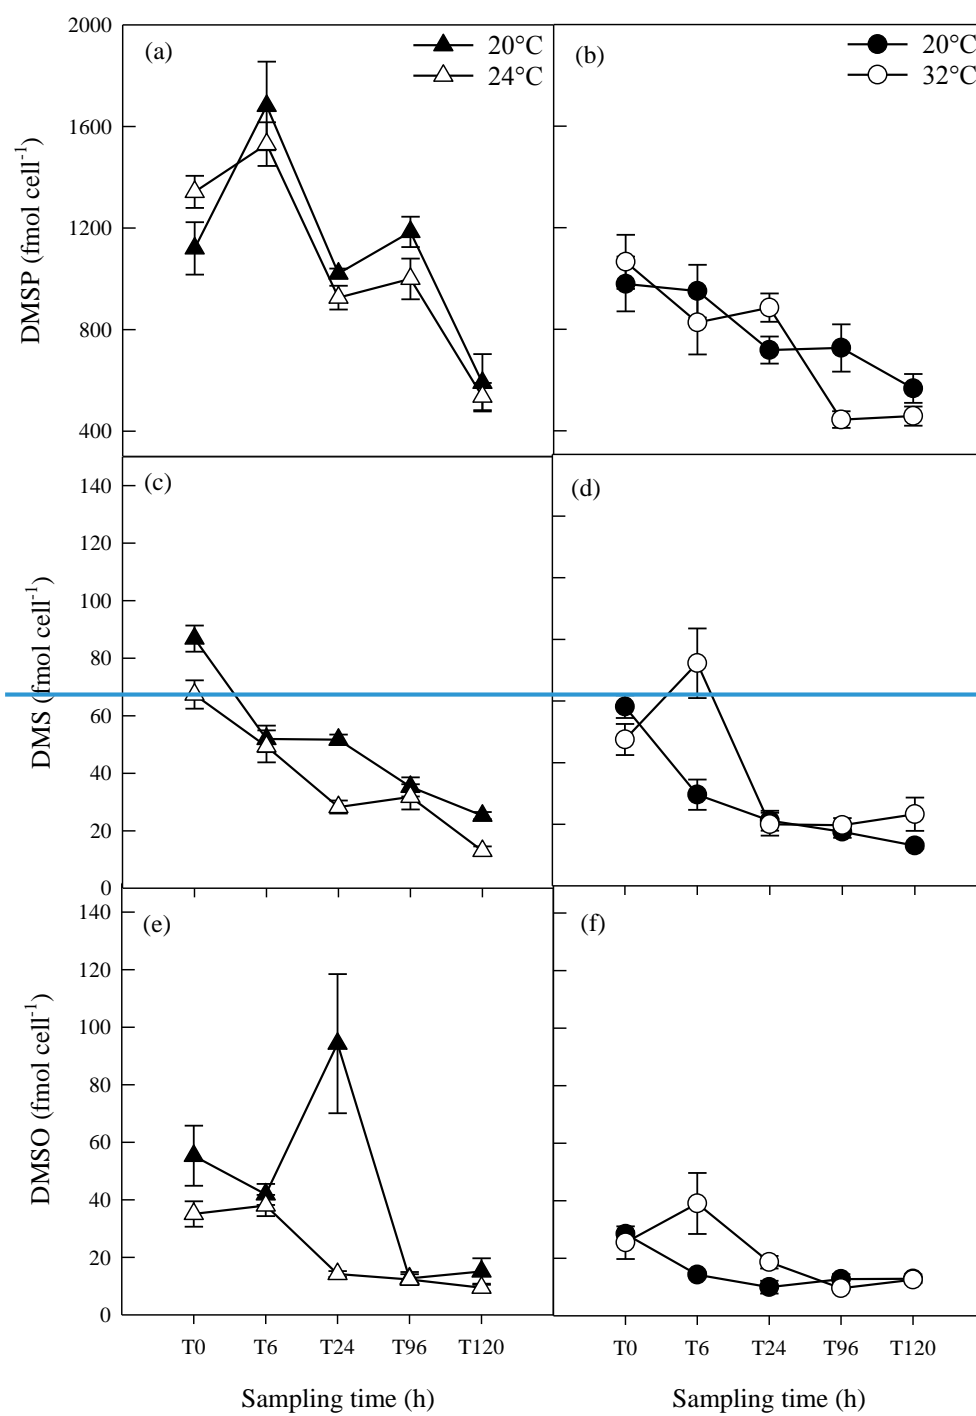 2000
(a)
20°C
24°C
(b)
20°C
32°C
1600
1200
800
400
DMSP (fmol cell-1)
(c)
(d)
140
120
100
80
60
40
20
0
DMS (fmol cell-1)
(e)
(f)
140
120
100
80
60
40
20
0
DMSO (fmol cell-1)
T0 T6 T24 T96 T120
T0 T6 T24 T96 T120
Sampling time (h)
Sampling time (h)